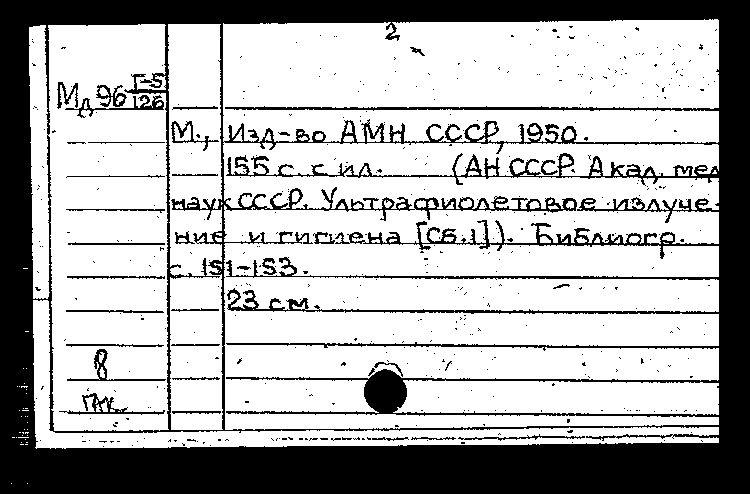 2
Мд 96 Г-5/126
М., Изд-во АМН СССР, 1950.
155 с. с ил. (АН СССР. Акад. мед
наук СССР. Ультрафиолетовое излуче-
ние и гигиена [Сб.1]). Библиогр.
с. 151-153.
23 см.
8
ГАК